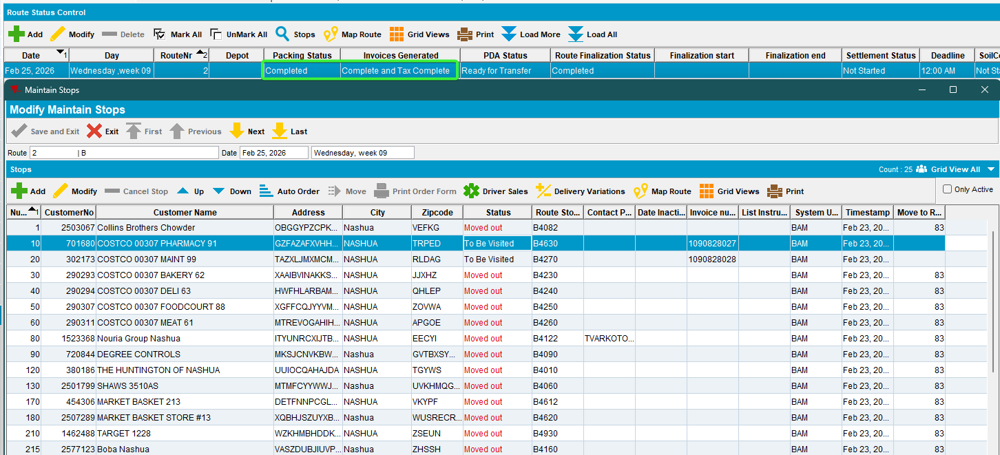 Route Status Control
Add Modify Delete Mark All UnMark All Stops Map Route Grid Views Print Load More Load All
Date 1 Day RouteNr 2 Depot Packing Status Invoices Generated PDA Status Route Finalization Status Finalization start Finalization end Settlement Status Deadline SoilCo
Feb 25, 2026 Wednesday ,week 09 2 Completed Complete and Tax Complete Ready for Transfer Completed Not Started 12:00 AM Not St
Maintain Stops
Modify Maintain Stops
Save and Exit Exit First Previous Next Last
Route 2 | B Date Feb 25, 2026 Wednesday, week 09
Stops Count : 25 Grid View All
Add Modify Cancel Stop Up Down Auto Order Move Print Order Form Driver Sales Delivery Variations Map Route Grid Views Print Only Active
Nu... 1 CustomerNo Customer Name Address City Zipcode Status Route Sto... Contact P... Date Inacti... Invoice nu... List Instru... System U... Timestamp Move to R...
1 2503067 Collins Brothers Chowder OBGGYPZCPK... Nashua VEFKG Moved out B4082 BAM Feb 23, 20... 83
10 701680 COSTCO 00307 PHARMACY 91 GZFAZAFXVHH... NASHUA TRPED To Be Visited B4630 1090828027 BAM Feb 23, 20...
20 302173 COSTCO 00307 MAINT 99 TAZXLJMXMCM... NASHUA RLDAG To Be Visited B4270 1090828028 BAM Feb 23, 20...
30 290293 COSTCO 00307 BAKERY 62 XAAIBVINAKKS... NASHUA JJXHZ Moved out B4230 BAM Feb 23, 20... 83
40 290294 COSTCO 00307 DELI 63 HWFHLARBAM... NASHUA QHLEP Moved out B4240 BAM Feb 23, 20... 83
50 290307 COSTCO 00307 FOODCOURT 88 XGFFCQJYYVM... NASHUA ZOVWA Moved out B4250 BAM Feb 23, 20... 83
60 290311 COSTCO 00307 MEAT 61 MTREVOGAHIH... NASHUA APGOE Moved out B4260 BAM Feb 23, 20... 83
80 1523368 Nouria Group Nashua ITYUNRCXIJTB... NASHUA EECYI Moved out B4122 TVARKOTO... BAM Feb 23, 20... 83
90 720844 DEGREE CONTROLS MKSJCNVKBW... Nashua GVTBXSY... Moved out B4090 BAM Feb 23, 20... 83
120 380186 THE HUNTINGTON OF NASHUA UUIOCQAHAJDA NASHUA TGYWS Moved out B4010 BAM Feb 23, 20... 83
130 2501799 SHAWS 3510AS MTMFCYYWWJ... Nashua UVKHMQG... Moved out B4060 BAM Feb 23, 20... 83
170 454306 MARKET BASKET 213 DETFNNPCGL... NASHUA VKYPF Moved out B4612 BAM Feb 23, 20... 83
180 2507289 MARKET BASKET STORE #13 XQBHJSZUYXB... Nashua WUSRECR... Moved out B4620 BAM Feb 23, 20... 83
210 1462488 TARGET 1228 WZKHMBHDDK... NASHUA ZSEUN Moved out B4930 BAM Feb 23, 20... 83
215 2577123 Boba Nashua VASZDUBJIUVP... Nashua ZHSSH Moved out B4160 BAM Feb 23, 20... 83